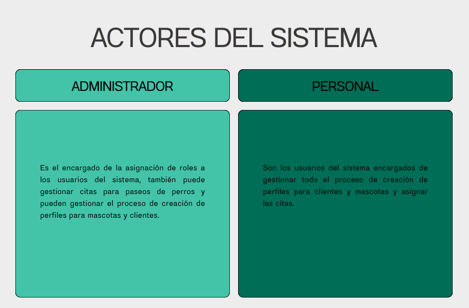 ACTORES DEL SISTEMA
ADMINISTRADOR
Es el encargado de la asignación de roles a
los usuarios del sistema, también puede
gestionar citas para paseos de perros y
pueden gestionar el proceso de creación de
perfiles para mascotas y clientes.
PERSONAL
Son los usuarios del sistema encargados de
gestionar todo el proceso de creación de
perfiles para clientes y mascotas y asignar
las citas.